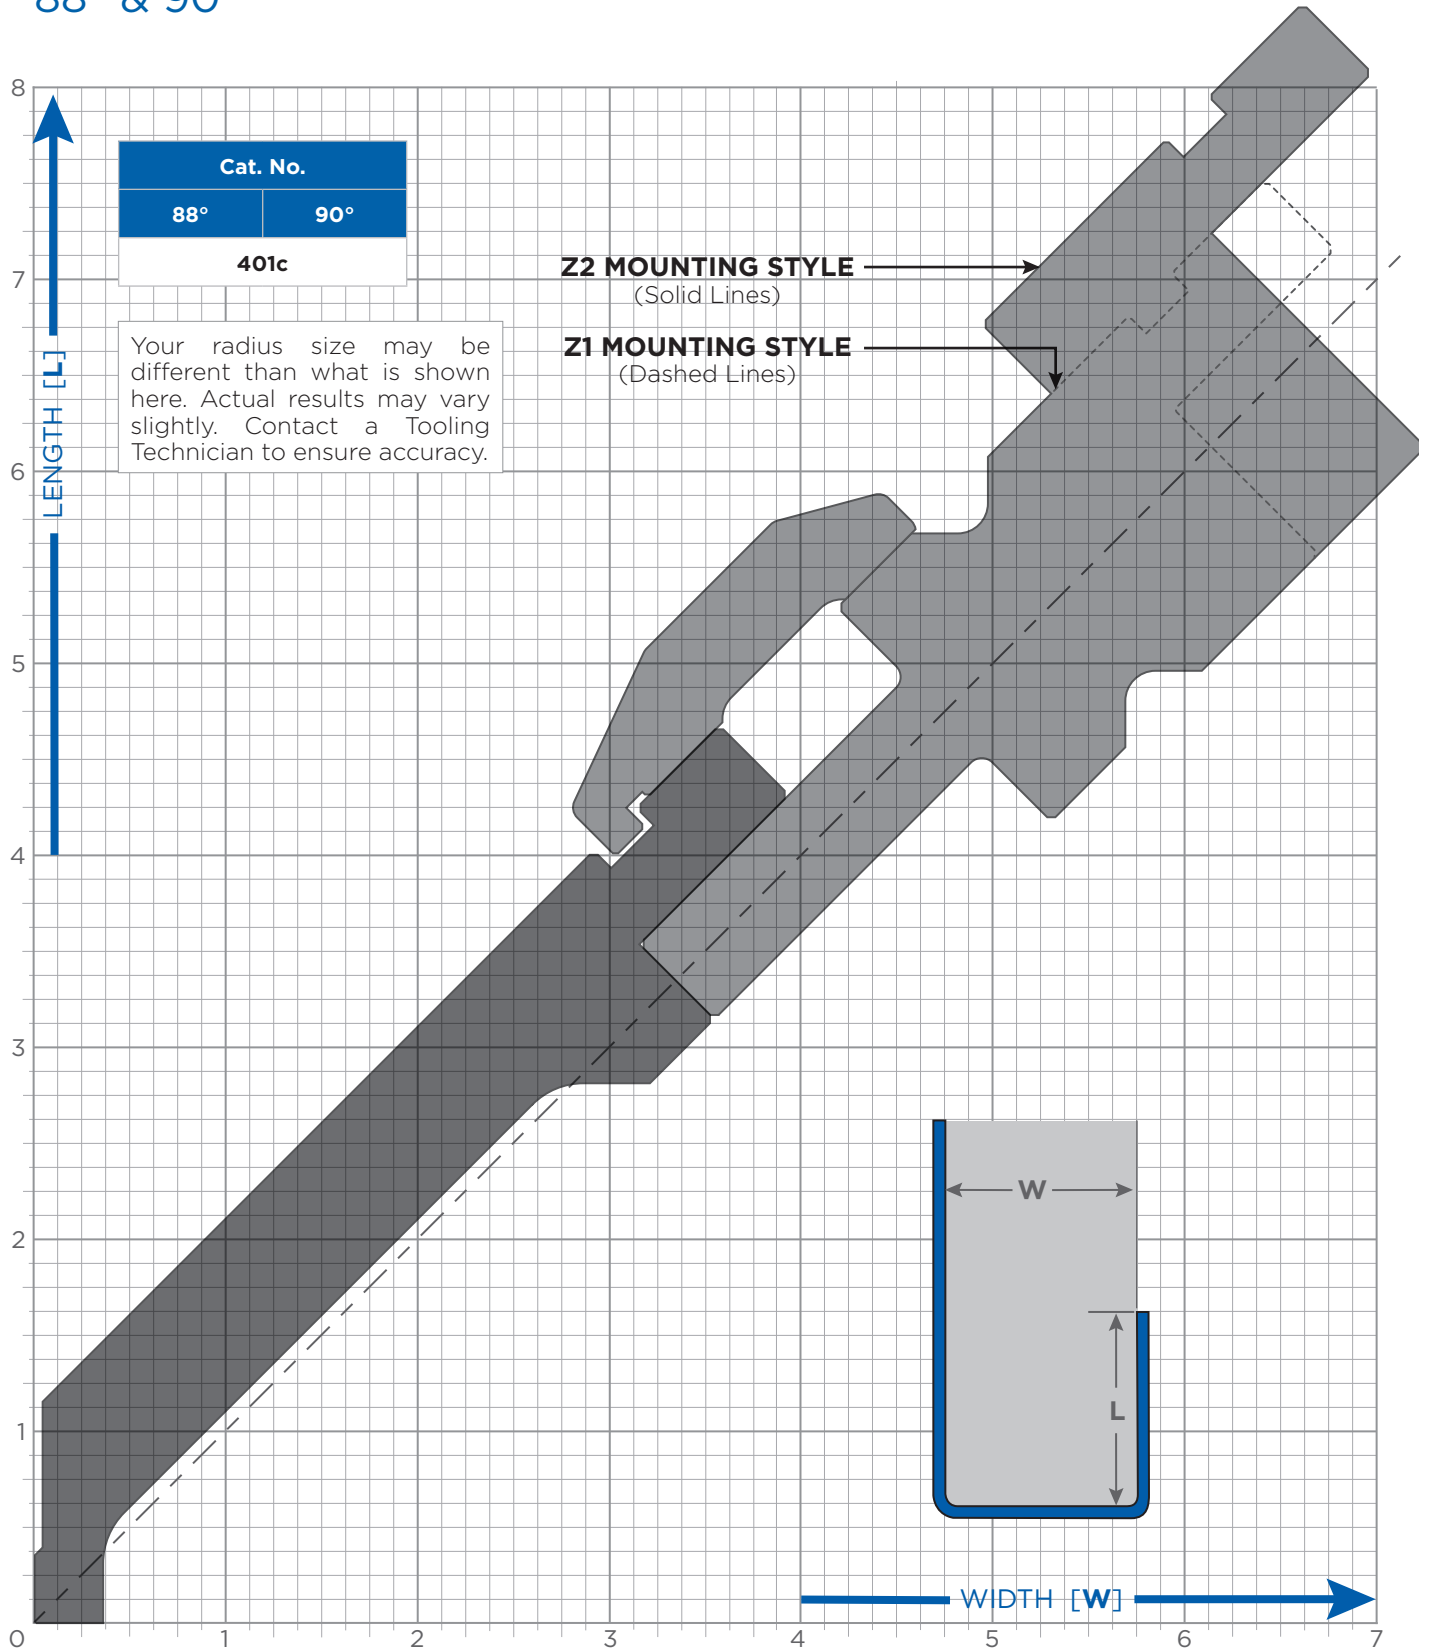 88° & 90°
8
7
6
5
4
3
2
1
0
1
2
3
4
5
6
7
LENGTH [L]
Cat. No.
88° 90°
401c
Your radius size may be
different than what is shown
here. Actual results may vary
slightly. Contact a Tooling
Technician to ensure accuracy.
Z2 MOUNTING STYLE
(Solid Lines)
Z1 MOUNTING STYLE
(Dashed Lines)
W
L
WIDTH [W]